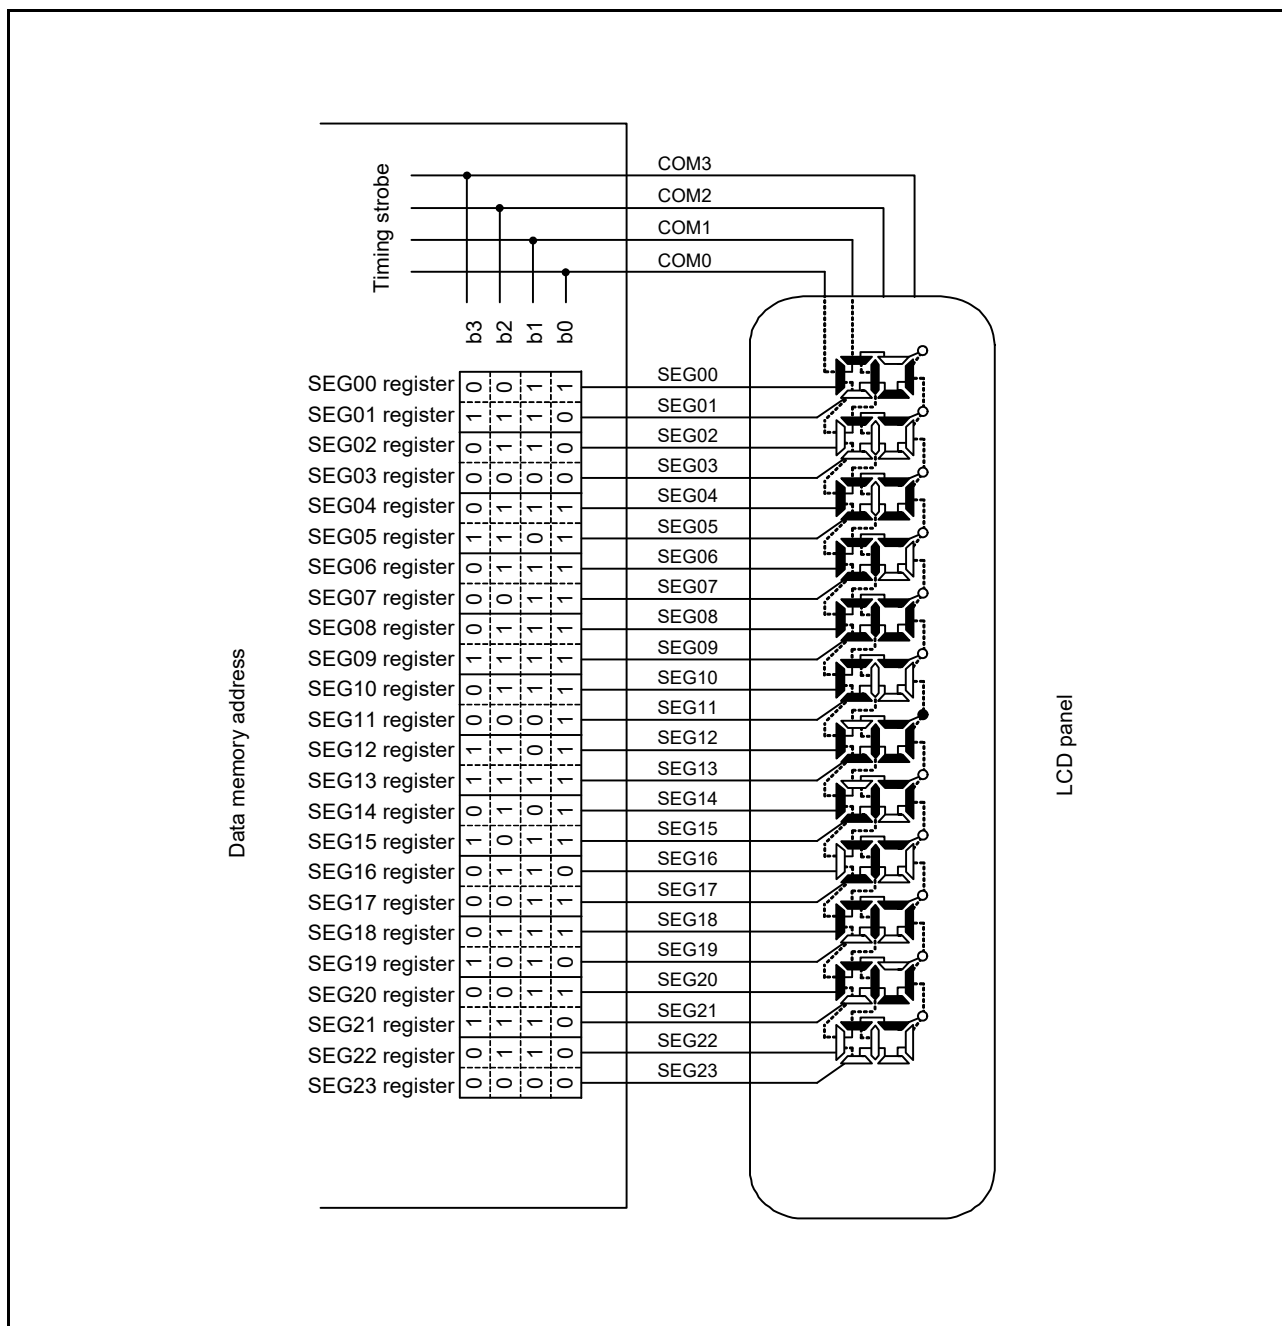 Timing strobe
COM3
COM2
COM1
COM0
b3 b2 b1 b0
SEG00 register 0 0 1 1 SEG00
SEG01 register 1 1 1 0 SEG01
SEG02 register 0 1 1 0 SEG02
SEG03 register 0 0 0 0 SEG03
SEG04 register 0 1 1 1 SEG04
SEG05 register 1 1 0 1 SEG05
SEG06 register 0 1 1 1 SEG06
SEG07 register 0 0 1 1 SEG07
SEG08 register 0 1 1 1 SEG08
SEG09 register 1 1 1 1 SEG09
SEG10 register 0 1 1 1 SEG10
SEG11 register 0 0 0 1 SEG11
SEG12 register 1 1 0 1 SEG12
SEG13 register 1 1 1 1 SEG13
SEG14 register 0 1 0 1 SEG14
SEG15 register 1 0 1 1 SEG15
SEG16 register 0 1 1 0 SEG16
SEG17 register 0 0 1 1 SEG17
SEG18 register 0 1 1 1 SEG18
SEG19 register 1 0 1 0 SEG19
SEG20 register 0 0 1 1 SEG20
SEG21 register 1 1 1 0 SEG21
SEG22 register 0 1 1 0 SEG22
SEG23 register 0 0 0 0 SEG23
Data memory address
LCD panel